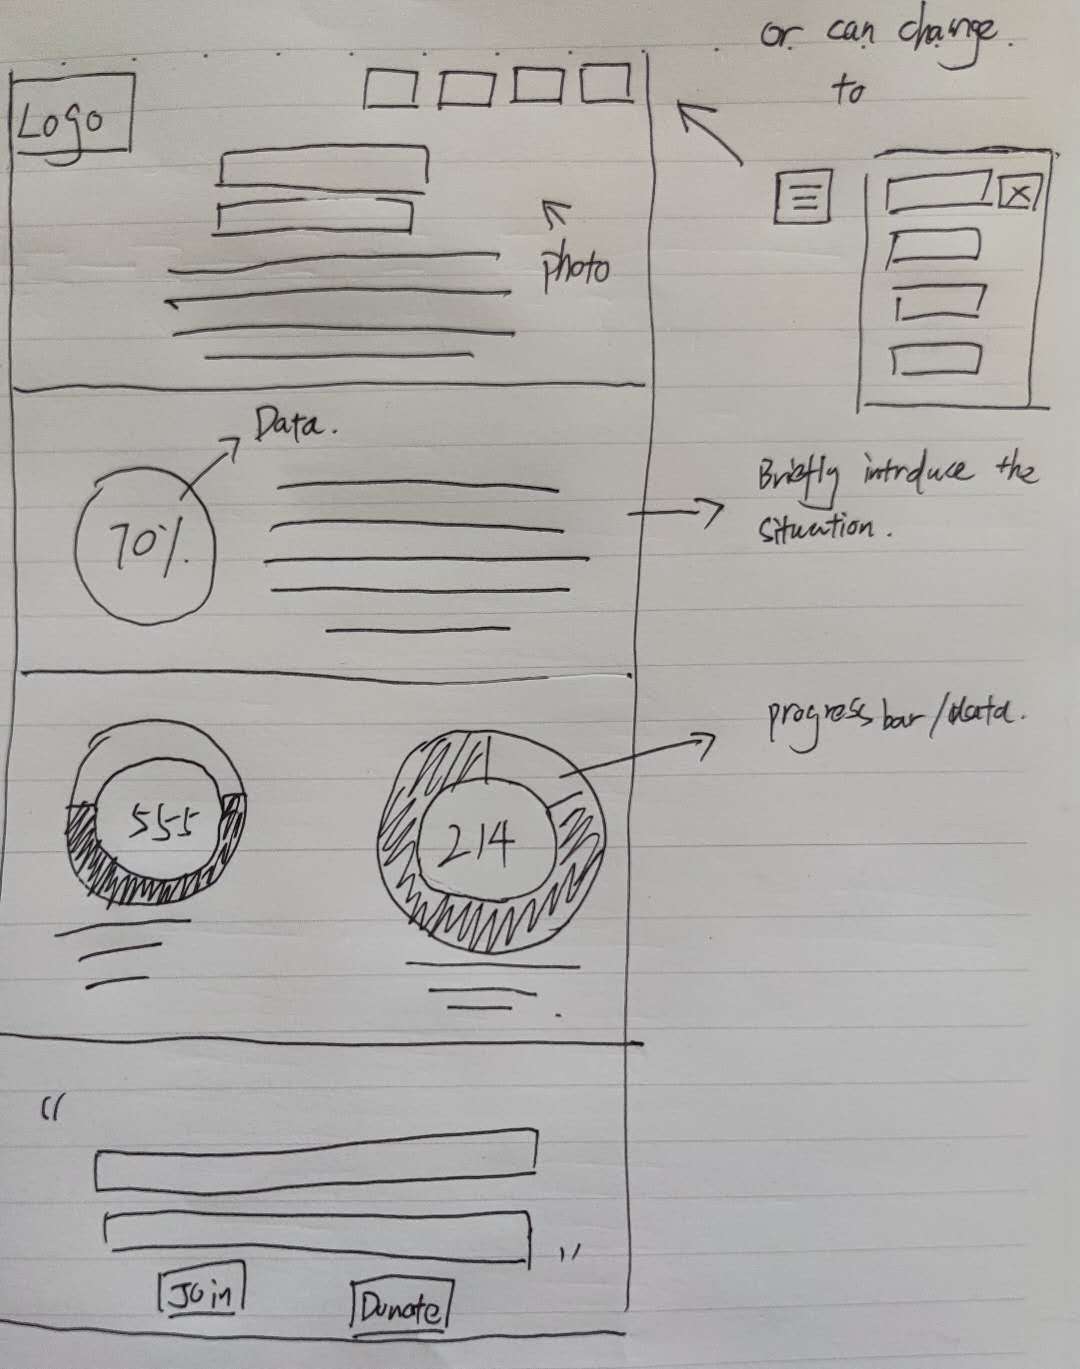 or can change.
to
Logo
photo
Data.
70%
Briefly introduce the
situation.
progress bar/data.
555
214
"
"
Join
Donate